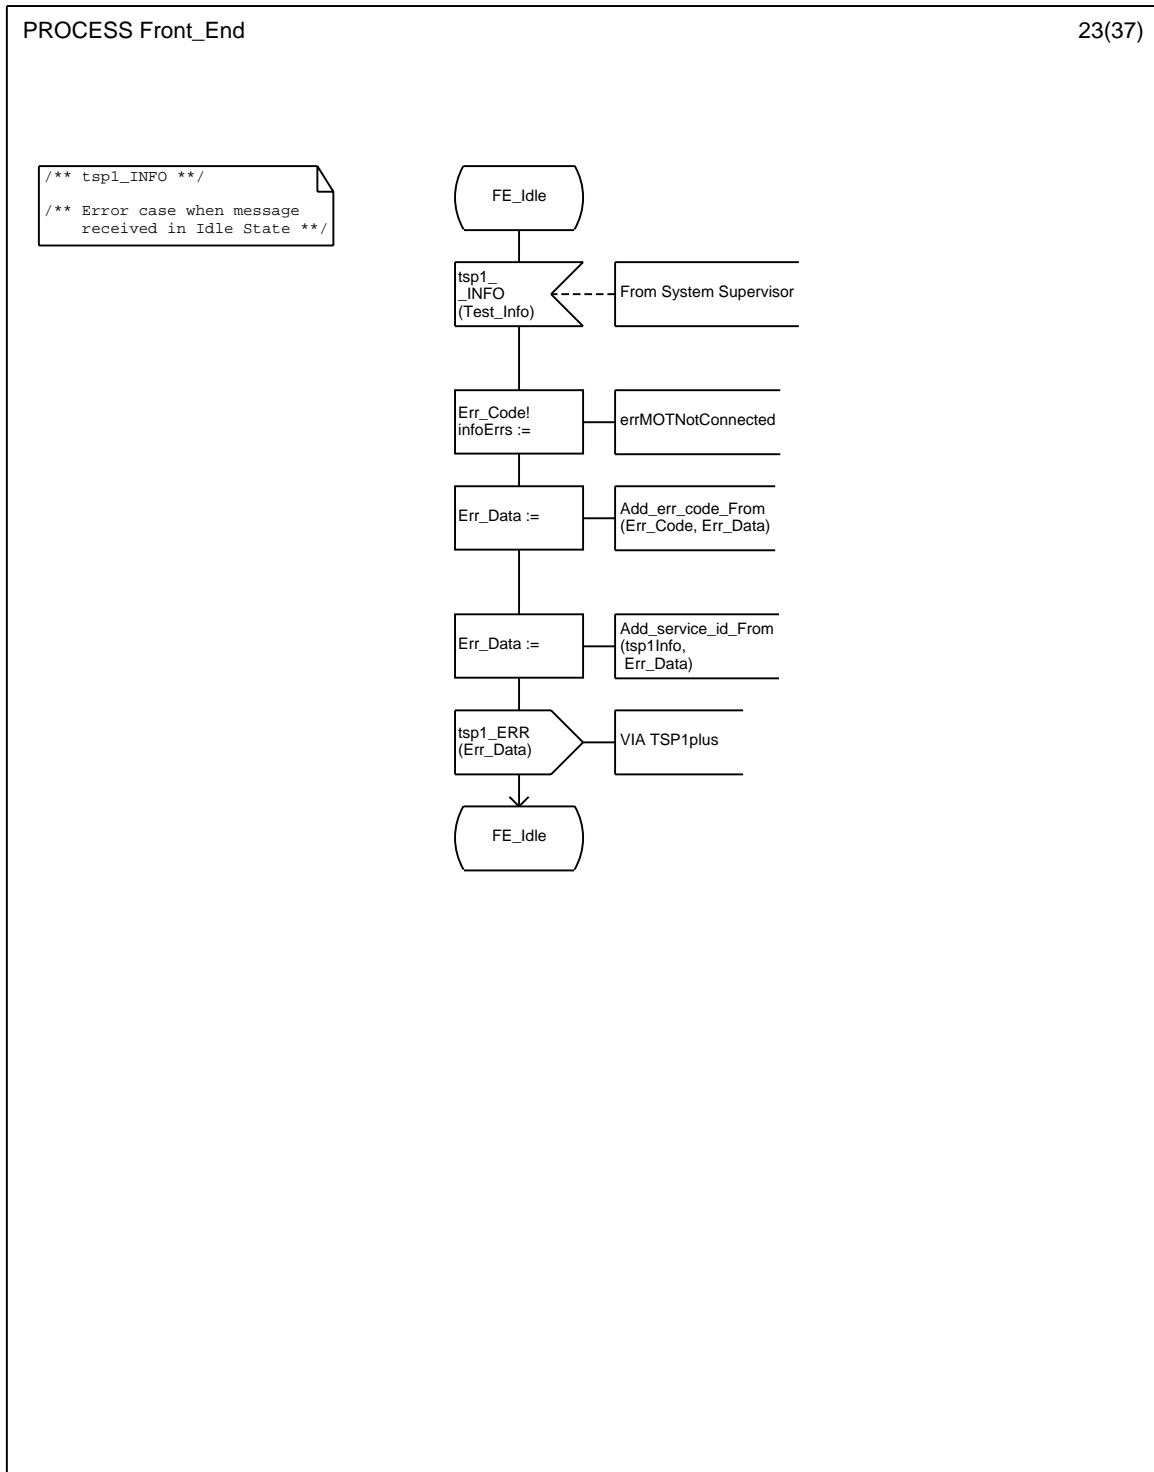 PROCESS Front_End
23(37)
/** tsp1_INFO **/
/** Error case when message
received in Idle State **/
FE_Idle
tsp1_
_INFO
(Test_Info)
From System Supervisor
Err_Code!
infoErrs :=
errMOTNotConnected
Err_Data :=
Add_err_code_From
(Err_Code, Err_Data)
Err_Data :=
Add_service_id_From
(tsp1Info,
Err_Data)
tsp1_ERR
(Err_Data)
VIA TSP1plus
FE_Idle